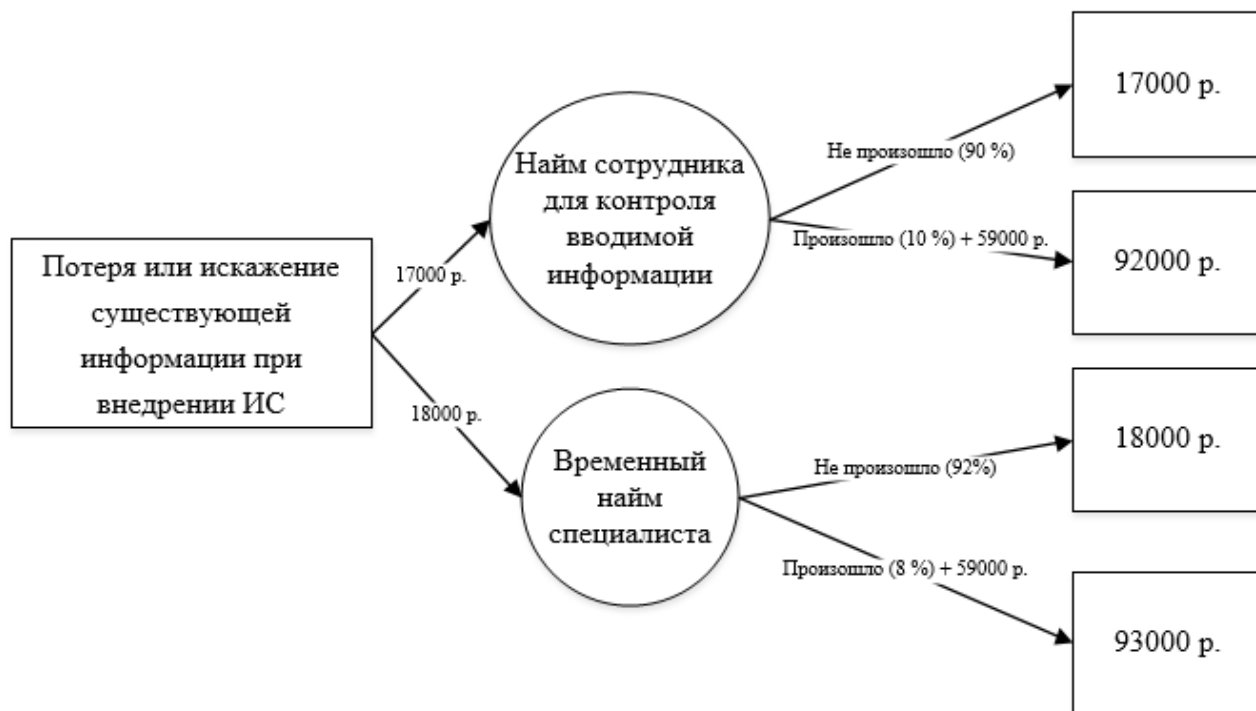 Потеря или искажение
существующей
информации при
внедрении ИС
17000 р.
18000 р.
Найм сотрудника
для контроля
вводимой
информации
Временный
найм
специалиста
Не произошло (90 %)
Произошло (10 %) + 59000 р.
Не произошло (92%)
Произошло (8 %) + 59000 р.
17000 р.
92000 р.
18000 р.
93000 р.